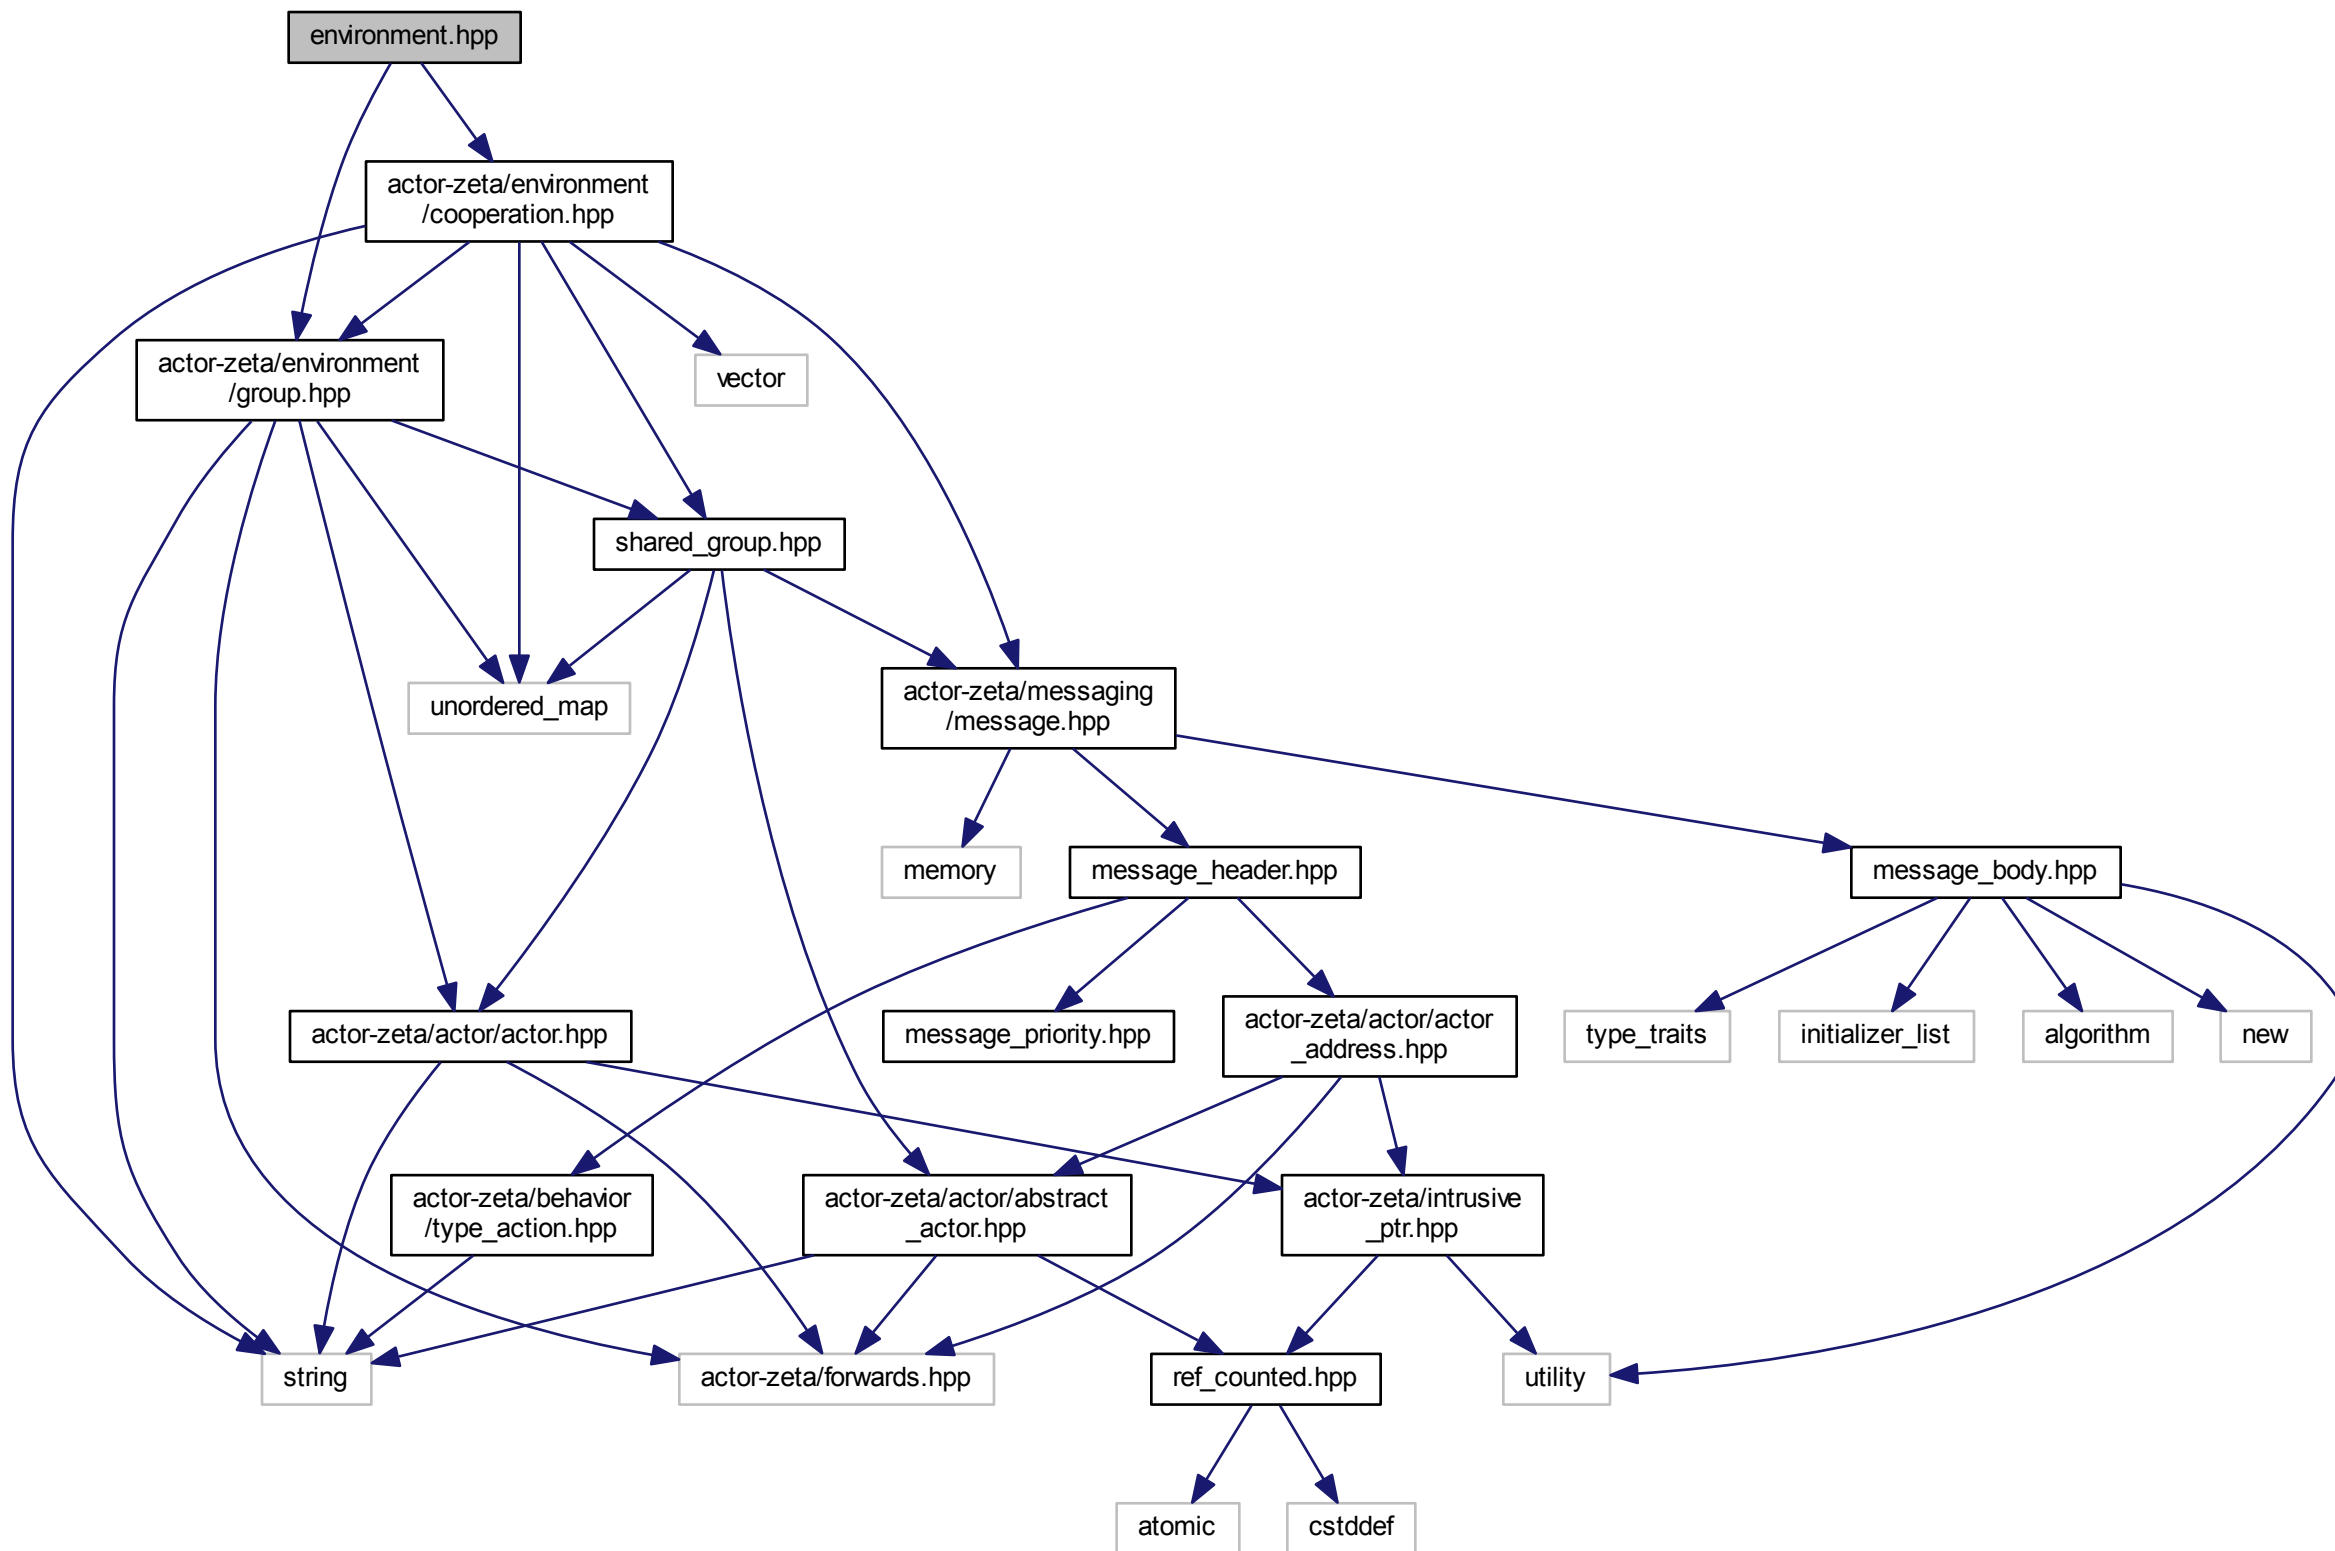 environment.hpp
actor-zeta/environment
/cooperation.hpp
actor-zeta/environment
/group.hpp
vector
shared_group.hpp
unordered_map
actor-zeta/messaging
/message.hpp
memory
message_header.hpp
message_body.hpp
actor-zeta/actor/actor.hpp
message_priority.hpp
actor-zeta/actor/actor
_address.hpp
type_traits
initializer_list
algorithm
new
actor-zeta/behavior
/type_action.hpp
actor-zeta/actor/abstract
_actor.hpp
actor-zeta/intrusive
_ptr.hpp
string
actor-zeta/forwards.hpp
ref_counted.hpp
utility
atomic
cstddef